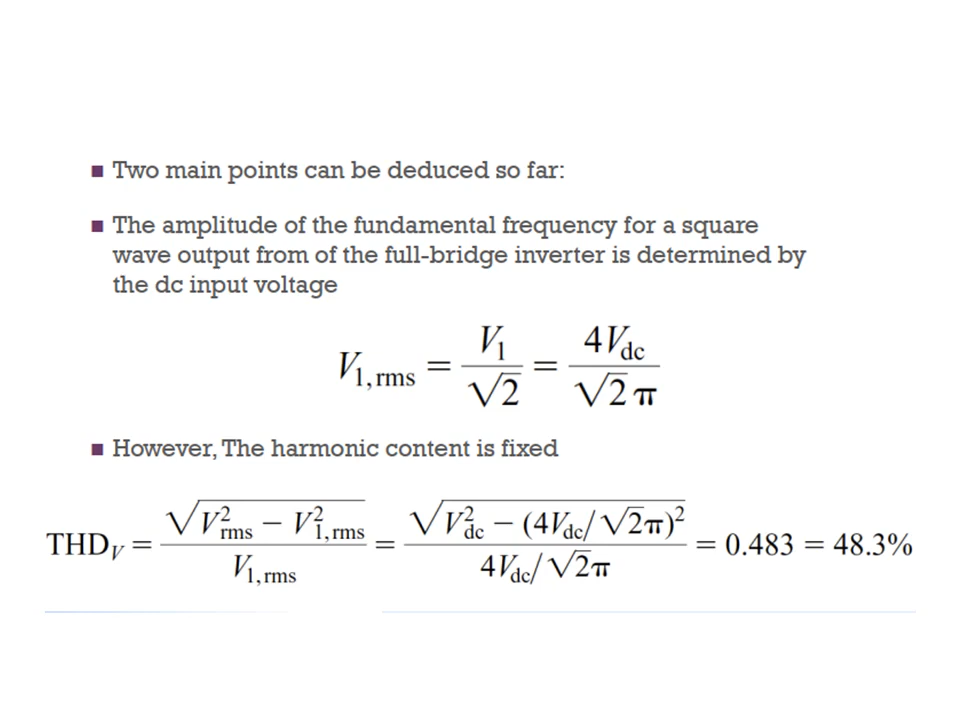 ■ Two main points can be deduced so far:
■ The amplitude of the fundamental frequency for a square
wave output from of the full-bridge inverter is determined by
the dc input voltage
V₁,rms = V₁/√2 = 4Vdc/√2π
■ However, The harmonic content is fixed
THD_V = √(V²rms − V²₁,rms)/V₁,rms = √(V²dc − (4Vdc/√2π)²)/(4Vdc/√2π) = 0.483 = 48.3%